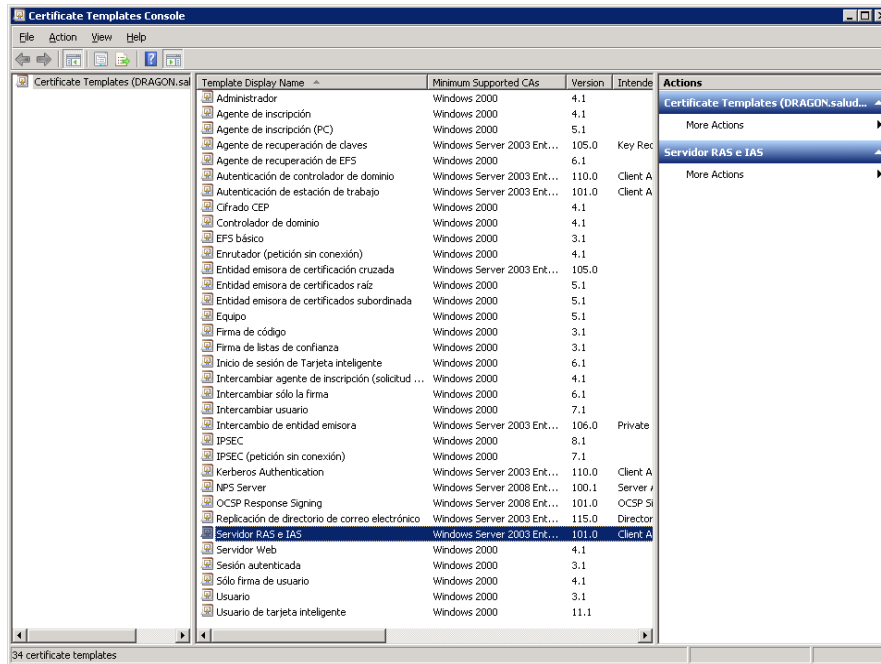 Certificate Templates Console
File Action View Help
Certificate Templates (DRAGON.sal
Template Display Name Minimum Supported CAs Version Intende
Administrador Windows 2000 4.1
Agente de inscripción Windows 2000 4.1
Agente de inscripción (PC) Windows 2000 5.1
Agente de recuperación de claves Windows Server 2003 Ent... 105.0 Key Rec
Agente de recuperación de EFS Windows 2000 6.1
Autenticación de controlador de dominio Windows Server 2003 Ent... 110.0 Client A
Autenticación de estación de trabajo Windows Server 2003 Ent... 101.0 Client A
Cifrado CEP Windows 2000 4.1
Controlador de dominio Windows 2000 4.1
EFS básico Windows 2000 3.1
Enrutador (petición sin conexión) Windows 2000 4.1
Entidad emisora de certificación cruzada Windows Server 2003 Ent... 105.0
Entidad emisora de certificados raíz Windows 2000 5.1
Entidad emisora de certificados subordinada Windows 2000 5.1
Equipo Windows 2000 5.1
Firma de código Windows 2000 3.1
Firma de listas de confianza Windows 2000 3.1
Inicio de sesión de Tarjeta inteligente Windows 2000 6.1
Intercambiar agente de inscripción (solicitud ... Windows 2000 4.1
Intercambiar sólo la firma Windows 2000 6.1
Intercambiar usuario Windows 2000 7.1
Intercambio de entidad emisora Windows Server 2003 Ent... 106.0 Private
IPSEC Windows 2000 8.1
IPSEC (petición sin conexión) Windows 2000 7.1
Kerberos Authentication Windows Server 2003 Ent... 110.0 Client A
NPS Server Windows Server 2008 Ent... 100.1 Server A
OCSP Response Signing Windows Server 2008 Ent... 101.0 OCSP Si
Replicación de directorio de correo electrónico Windows Server 2003 Ent... 115.0 Director
Servidor RAS e IAS Windows Server 2003 Ent... 101.0 Client A
Servidor Web Windows 2000 4.1
Sesión autenticada Windows 2000 3.1
Sólo firma de usuario Windows 2000 4.1
Usuario Windows 2000 3.1
Usuario de tarjeta inteligente Windows 2000 11.1
Actions
Certificate Templates (DRAGON.salud...
More Actions
Servidor RAS e IAS
More Actions
34 certificate templates